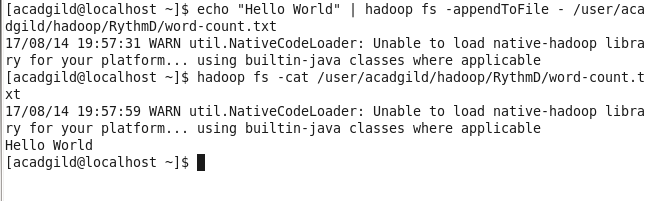 [acadgild@localhost ~]$ echo "Hello World" | hadoop fs -appendToFile - /user/aca
dgild/hadoop/RythmD/word-count.txt
17/08/14 19:57:31 WARN util.NativeCodeLoader: Unable to load native-hadoop libra
ry for your platform... using builtin-java classes where applicable
[acadgild@localhost ~]$ hadoop fs -cat /user/acadgild/hadoop/RythmD/word-count.t
xt
17/08/14 19:57:59 WARN util.NativeCodeLoader: Unable to load native-hadoop libra
ry for your platform... using builtin-java classes where applicable
Hello World
[acadgild@localhost ~]$